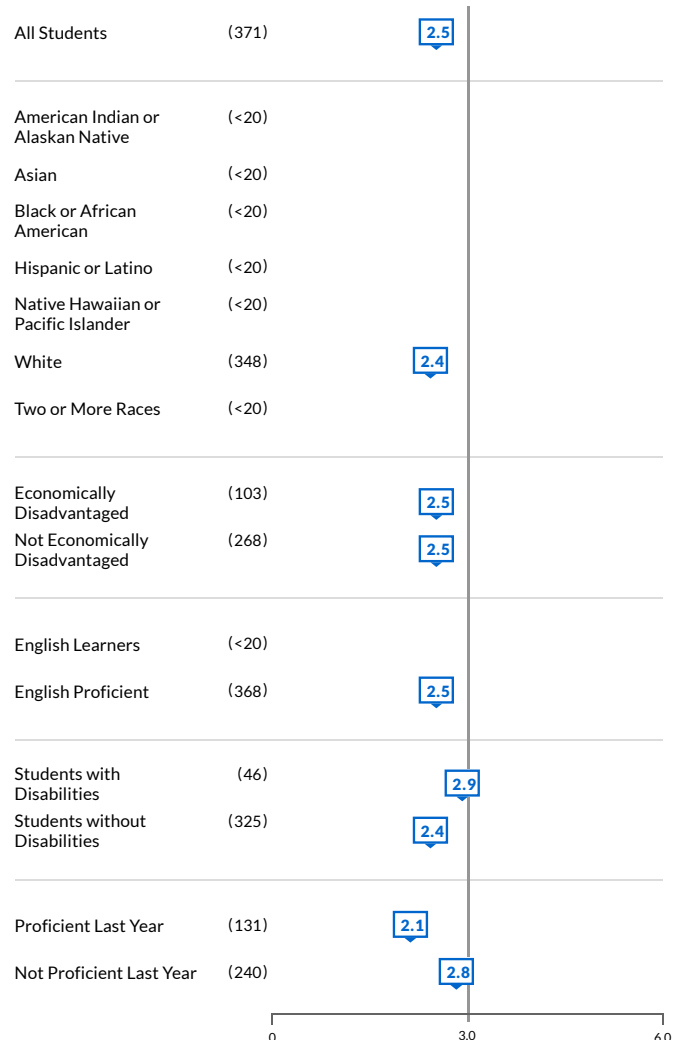 All Students (371) 2.5
American Indian or (<20)
Alaskan Native
Asian (<20)
Black or African (<20)
American
Hispanic or Latino (<20)
Native Hawaiian or (<20)
Pacific Islander
White (348) 2.4
Two or More Races (<20)
Economically (103) 2.5
Disadvantaged
Not Economically (268) 2.5
Disadvantaged
English Learners (<20)
English Proficient (368) 2.5
Students with (46) 2.9
Disabilities
Students without (325) 2.4
Disabilities
Proficient Last Year (131) 2.1
Not Proficient Last Year (240) 2.8
0 3.0 6.0